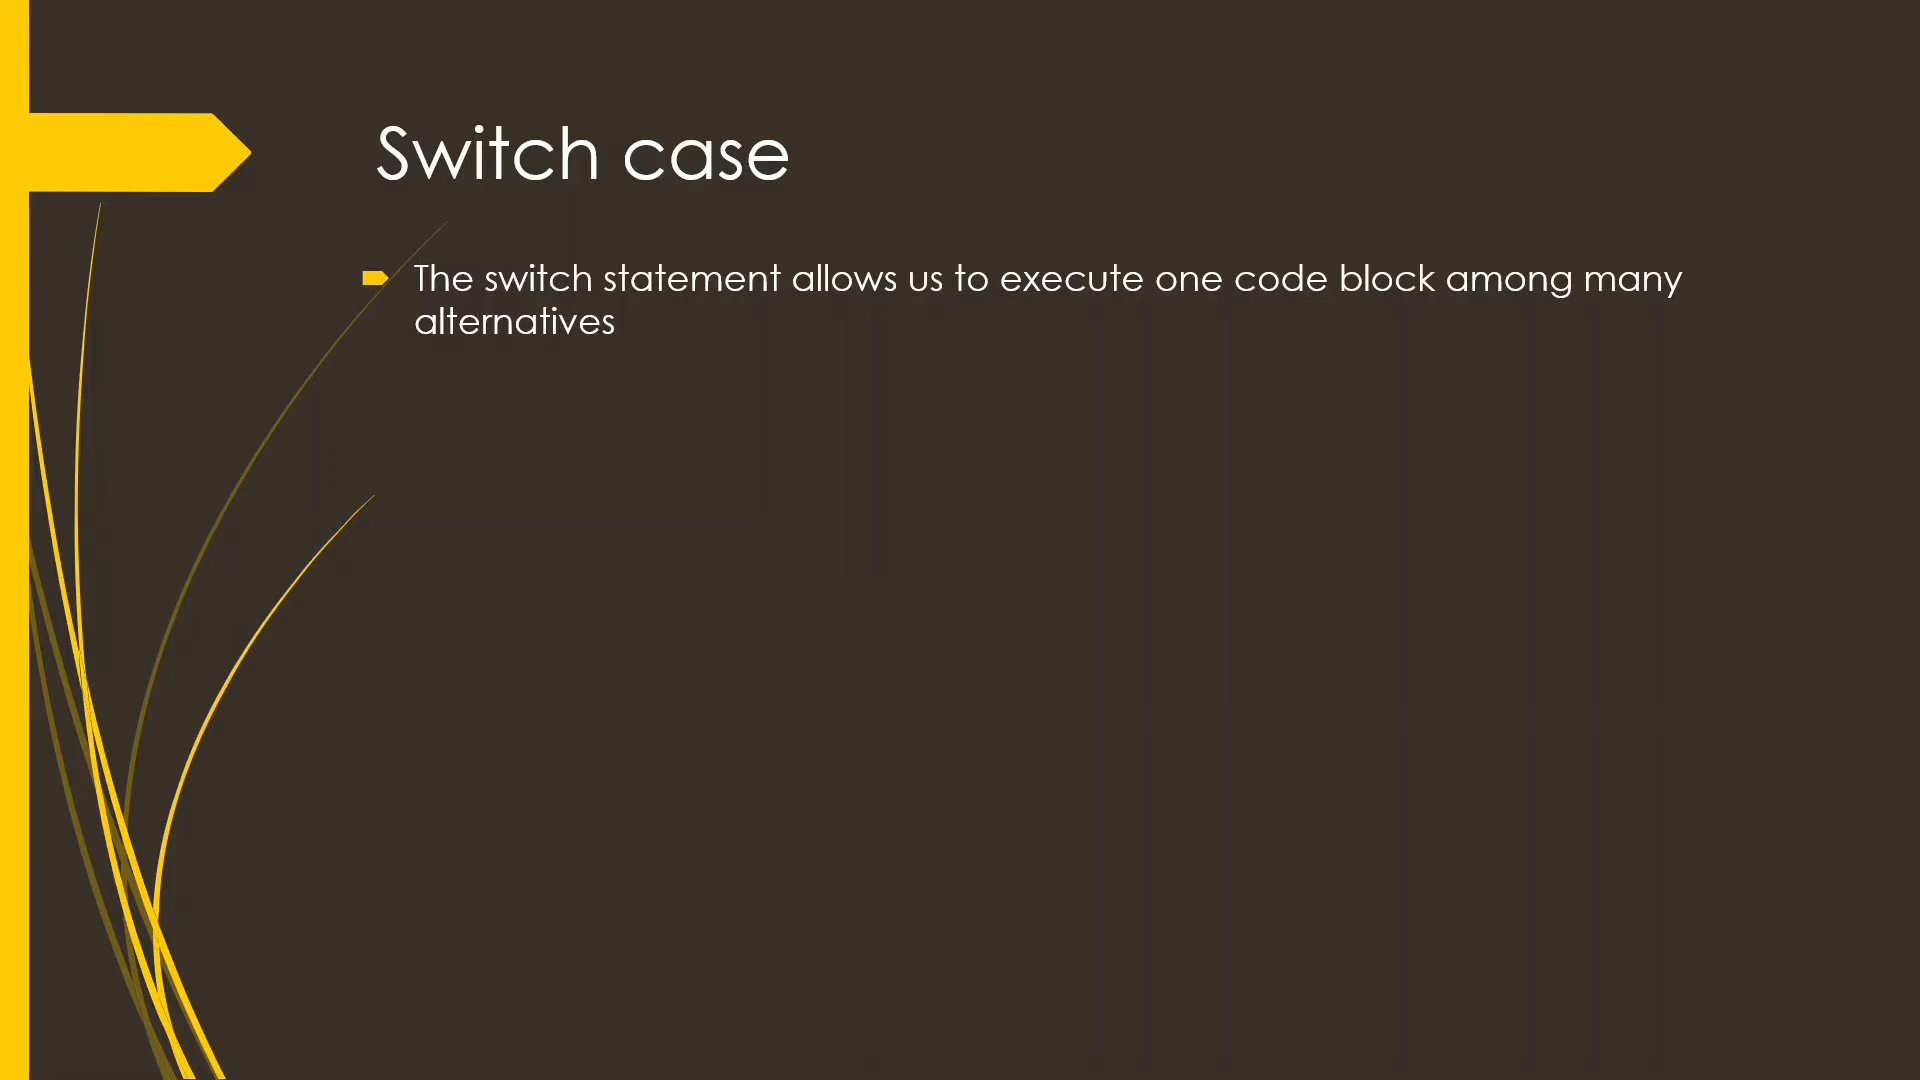 Switch case
The switch statement allows us to execute one code block among many
alternatives